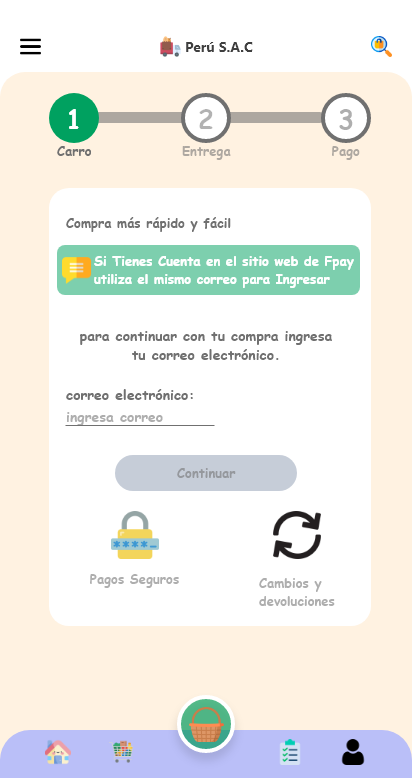 Perú S.A.C
1 2 3
Carro Entrega Pago
Compra más rápido y fácil
Si Tienes Cuenta en el sitio web de Fpay
utiliza el mismo correo para Ingresar
para continuar con tu compra ingresa
tu correo electrónico.
correo electrónico:
ingresa correo
Continuar
Pagos Seguros
Cambios y
devoluciones